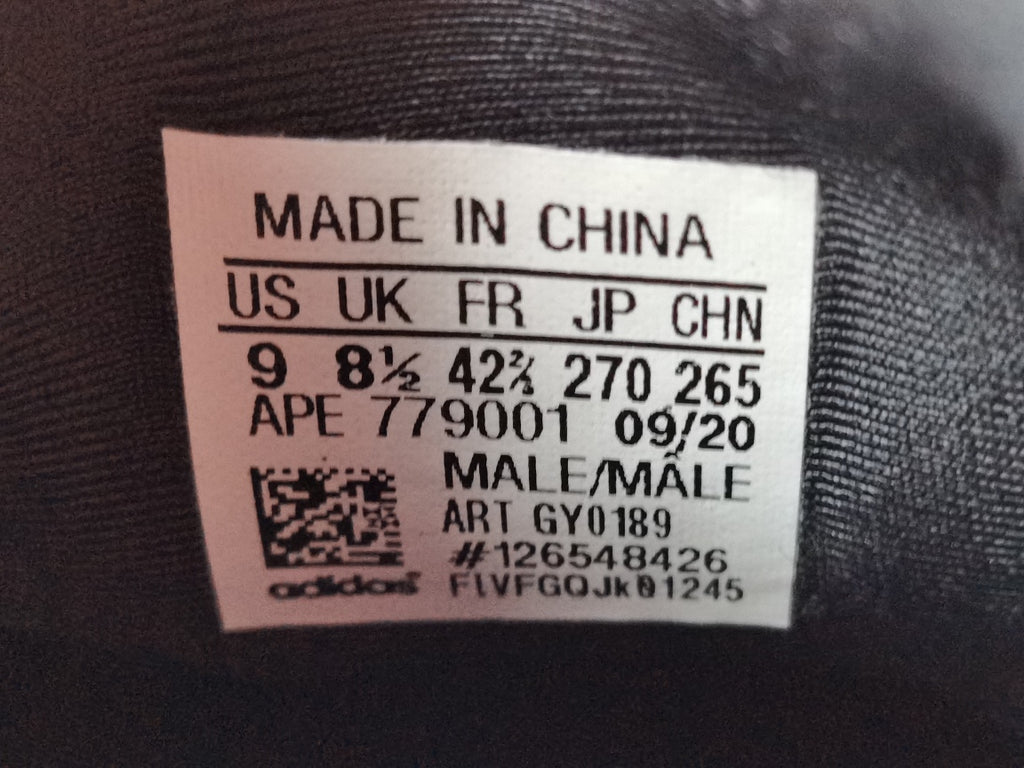 MADE IN CHINA
US UK FR JP CHN
9 8½ 42⅔ 270 265
APE 779001 09/20
MALE/MÂLE
ART GY0189
#126548426
adidas